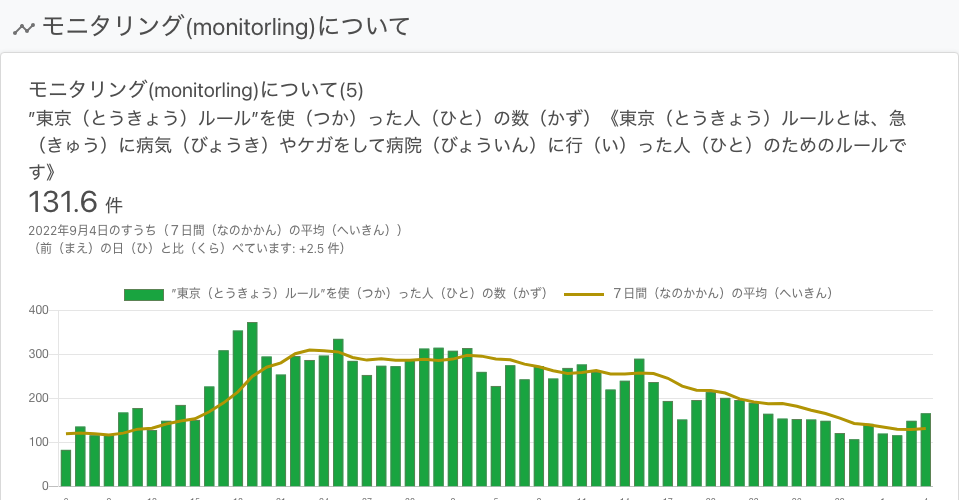 モニタリング(monitorling)について
モニタリング(monitorling)について(5)
”東京（とうきょう）ルール”を使（つか）った人（ひと）の数（かず）《東京（とうきょう）ルールとは、急
（きゅう）に病気（びょうき）やケガをして病院（びょういん）に行（い）った人（ひと）のためのルールで
す》
131.6 件
2022年9月4日のすうち（７日間（なのかかん）の平均（へいきん））
（前（まえ）の日（ひ）と比（くら）べています: +2.5 件）
”東京（とうきょう）ルール”を使（つか）った人（ひと）の数（かず） ７日間（なのかかん）の平均（へいきん）
400
300
200
100
0